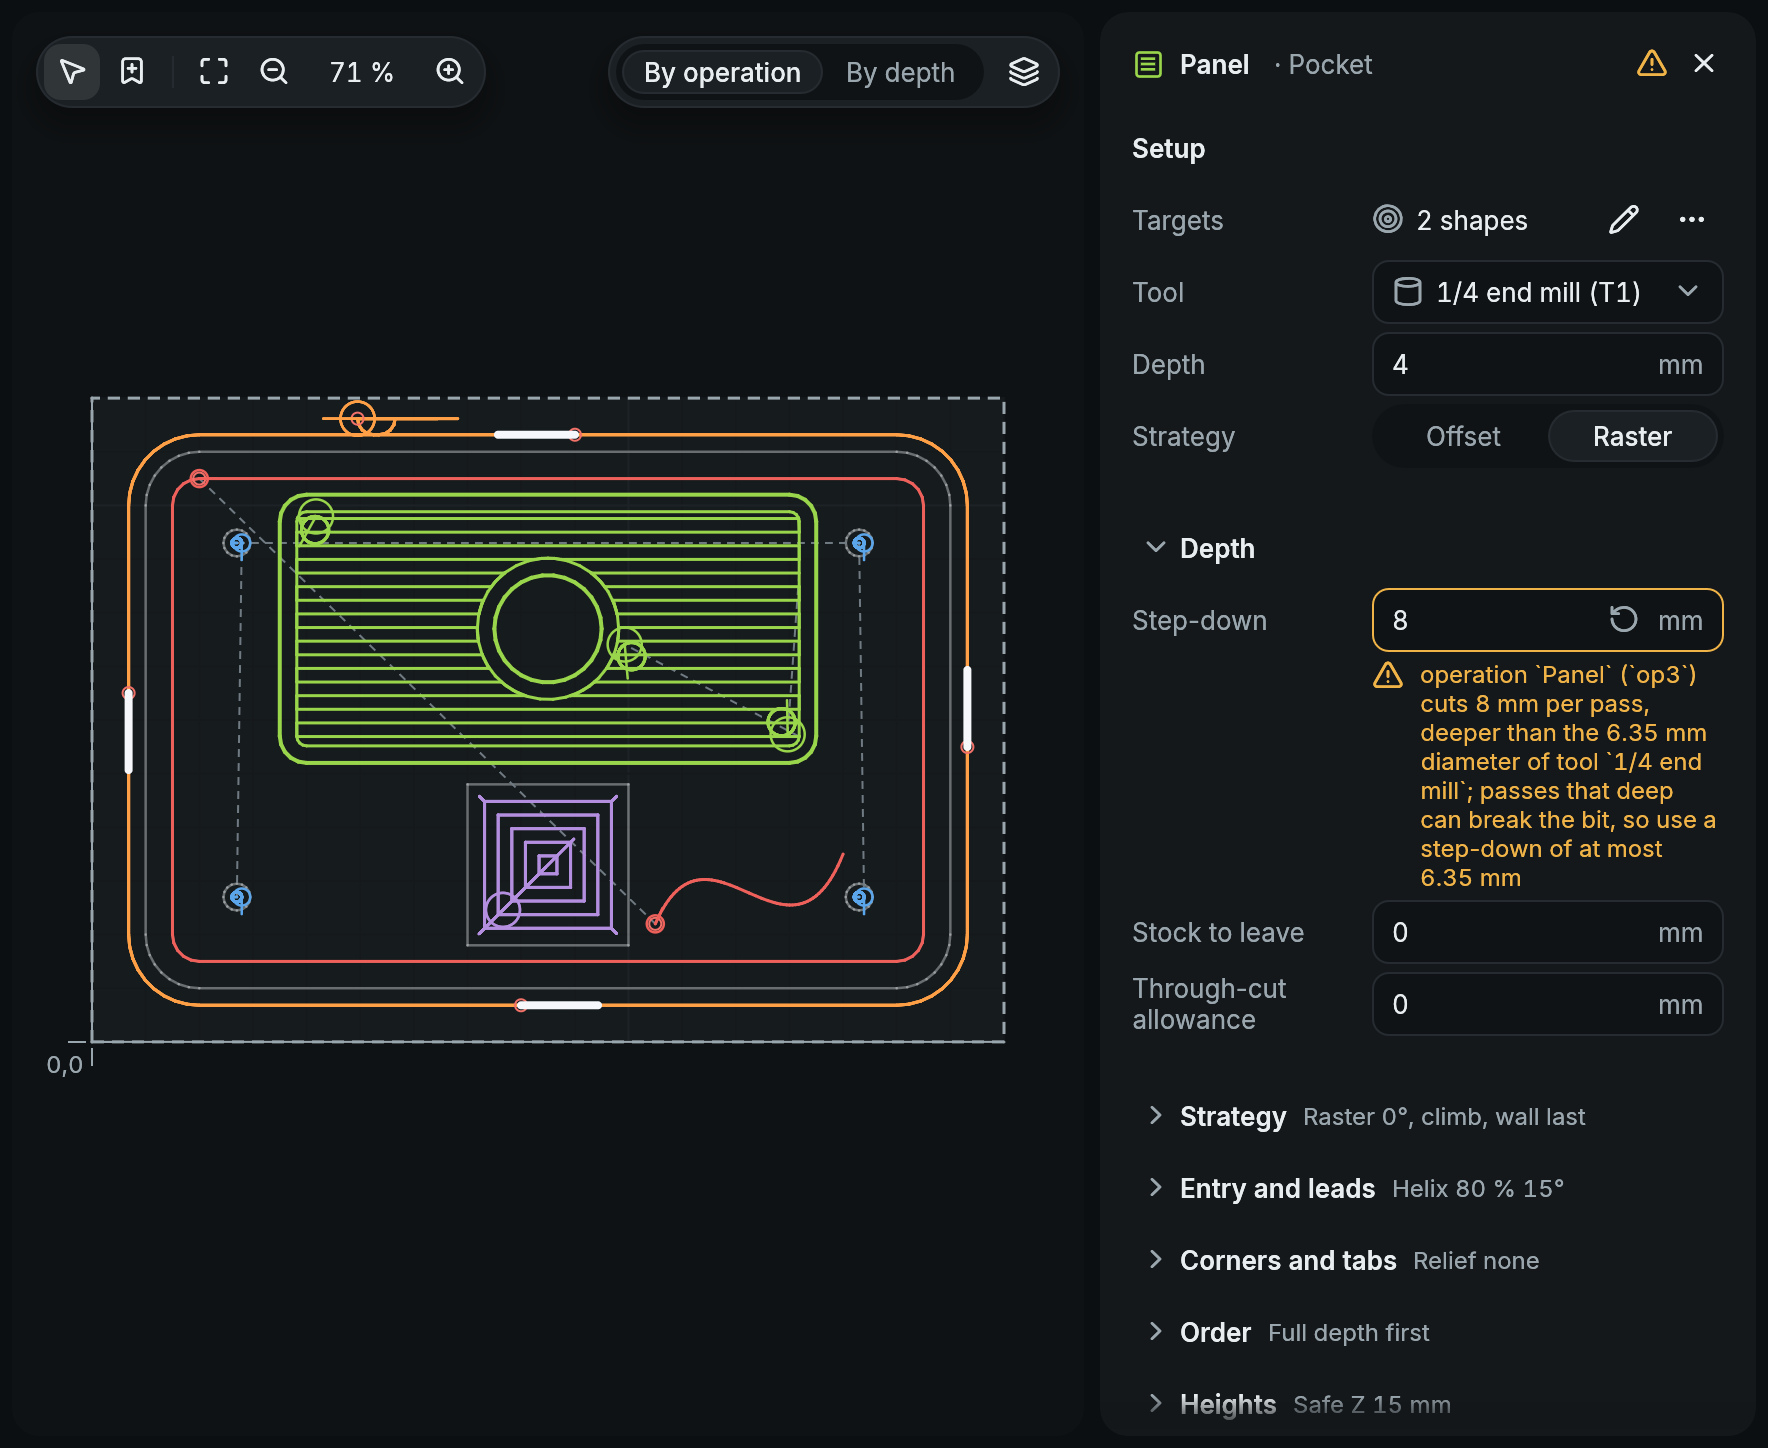 71 %
By operation
By depth
Panel · Pocket
Setup
Targets
2 shapes
Tool
1/4 end mill (T1)
Depth
4 mm
Strategy
Offset
Raster
Depth
Step-down
8 mm
operation `Panel` (`op3`)
cuts 8 mm per pass,
deeper than the 6.35 mm
diameter of tool `1/4 end
mill`; passes that deep
can break the bit, so use a
step-down of at most
6.35 mm
Stock to leave
0 mm
Through-cut
allowance
0 mm
Strategy Raster 0°, climb, wall last
Entry and leads Helix 80 % 15°
Corners and tabs Relief none
Order Full depth first
Heights Safe Z 15 mm
0,0